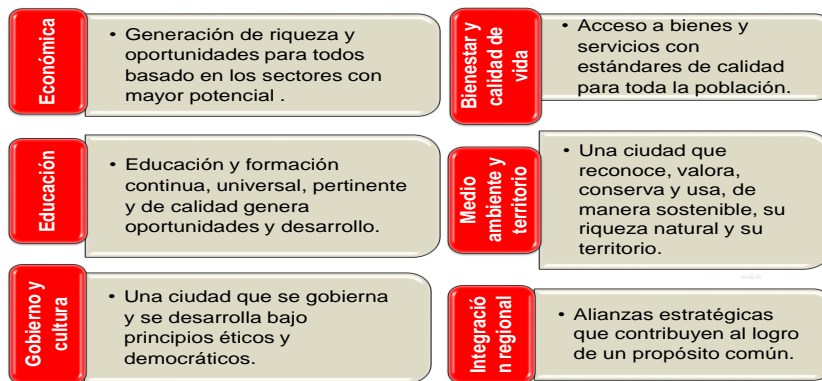 Económica
• Generación de riqueza y
oportunidades para todos
basado en los sectores con
mayor potencial .
Bienestar y
calidad de
vida
• Acceso a bienes y
servicios con
estándares de calidad
para toda la población.
Educación
• Educación y formación
continua, universal, pertinente
y de calidad genera
oportunidades y desarrollo.
Medio
ambiente y
territorio
• Una ciudad que
reconoce, valora,
conserva y usa, de
manera sostenible, su
riqueza natural y su
territorio.
Gobierno y
cultura
• Una ciudad que se gobierna
y se desarrolla bajo
principios éticos y
democráticos.
Integració
n regional
• Alianzas estratégicas
que contribuyen al logro
de un propósito común.